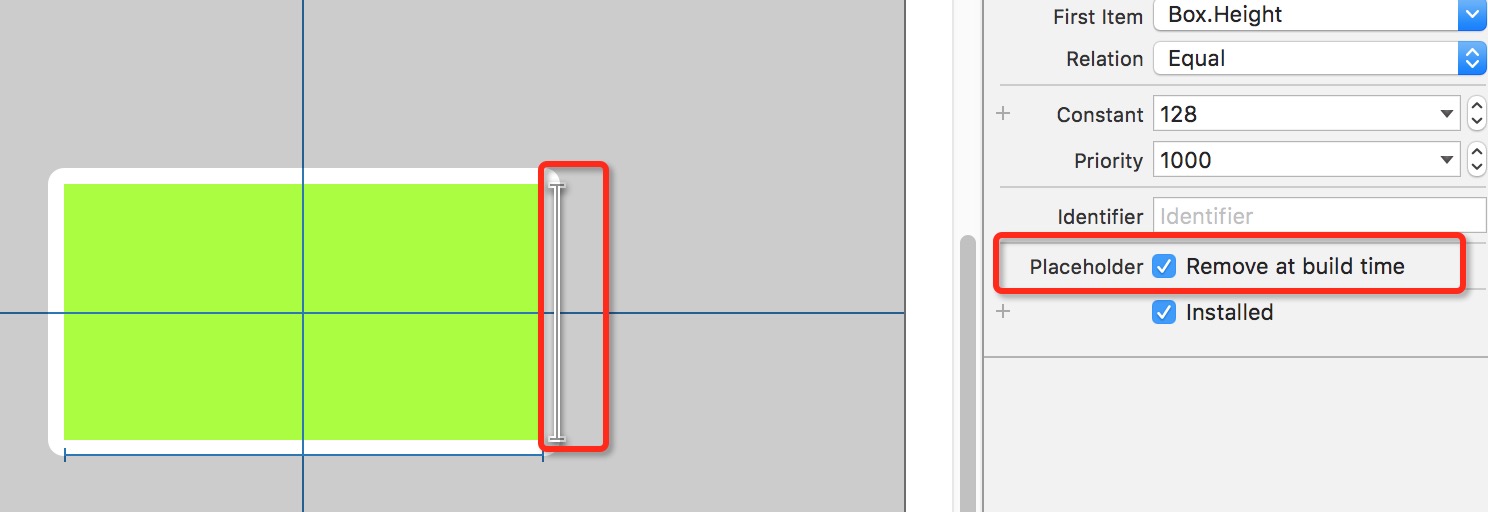 First Item Box.Height
Relation Equal
Constant 128
Priority 1000
Identifier Identifier
Placeholder Remove at build time
Installed